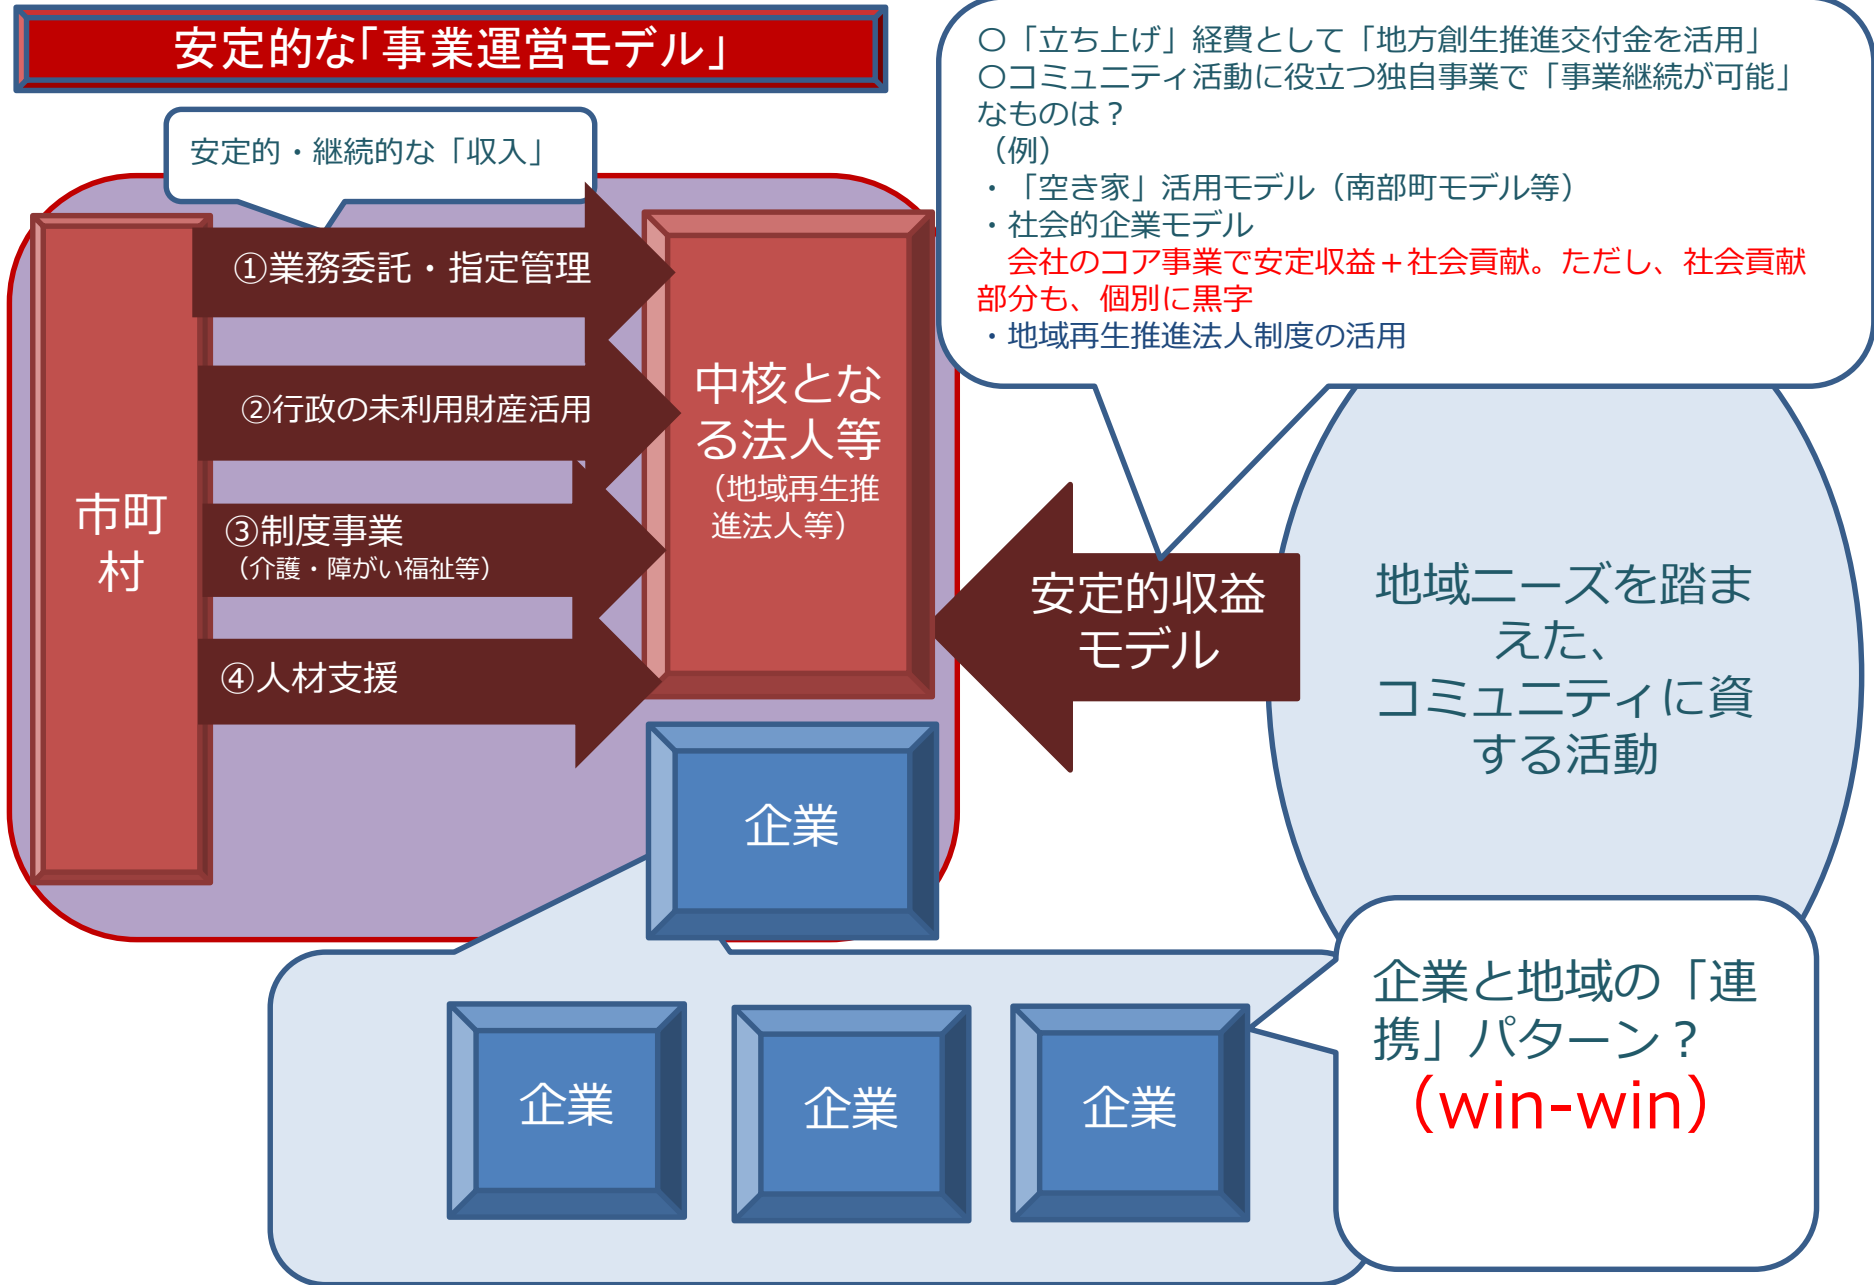 安定的な「事業運営モデル」
安定的・継続的な「収入」
〇「立ち上げ」経費として「地方創生推進交付金を活用」
〇コミュニティ活動に役立つ独自事業で「事業継続が可能」
なものは？
（例）
・「空き家」活用モデル（南部町モデル等）
・社会的企業モデル
会社のコア事業で安定収益＋社会貢献。ただし、社会貢献
部分も、個別に黒字
・地域再生推進法人制度の活用
市町
村
①業務委託・指定管理
②行政の未利用財産活用
③制度事業
（介護・障がい福祉等）
④人材支援
中核とな
る法人等
（地域再生推
進法人等）
安定的収益
モデル
地域ニーズを踏ま
えた、
コミュニティに資
する活動
企業
企業
企業
企業
企業と地域の「連
携」パターン？
（win-win）